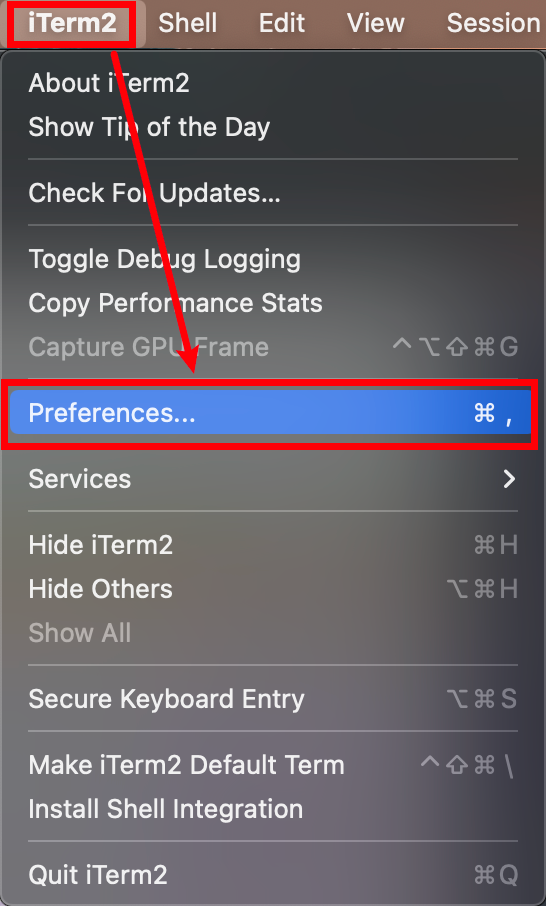 iTerm2 Shell Edit View Session
About iTerm2
Show Tip of the Day
Check For Updates...
Toggle Debug Logging
Copy Performance Stats
Capture GPU Frame ^⌥⇧⌘G
Preferences... ⌘,
Services >
Hide iTerm2 ⌘H
Hide Others ⌥⌘H
Show All
Secure Keyboard Entry ⌥⌘S
Make iTerm2 Default Term ^⇧⌘\
Install Shell Integration
Quit iTerm2 ⌘Q